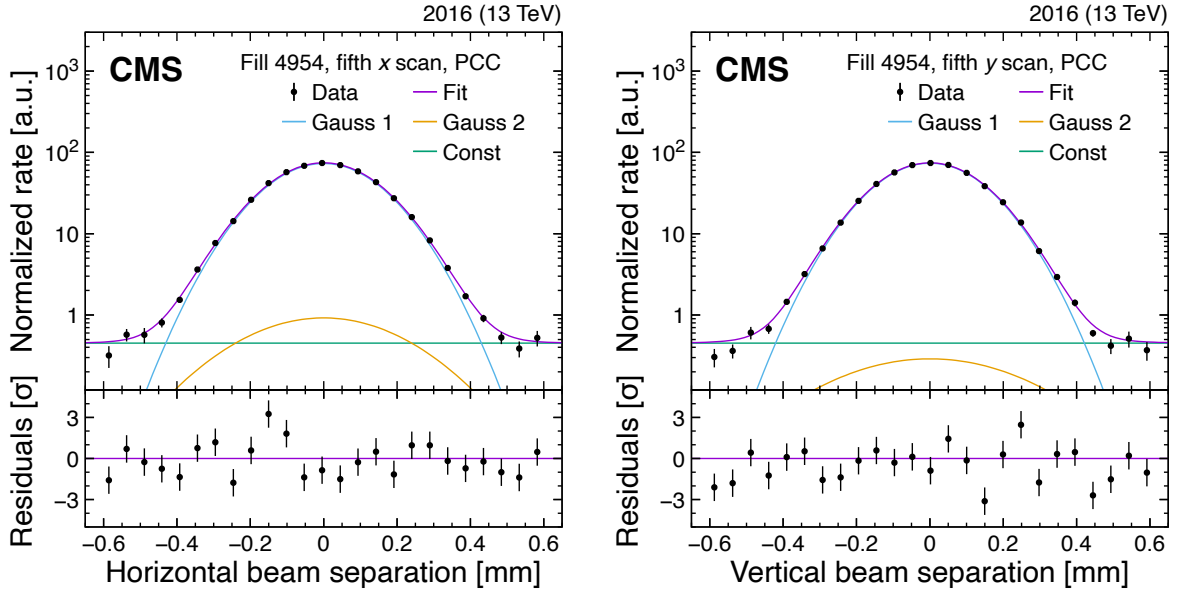 2016 (13 TeV)
CMS
Fill 4954, fifth x scan, PCC
Data
Fit
Gauss 1
Gauss 2
Const
Normalized rate [a.u.]
10³
10²
10
1
Residuals [σ]
3
0
−3
−0.6 −0.4 −0.2 0 0.2 0.4 0.6
Horizontal beam separation [mm]
2016 (13 TeV)
CMS
Fill 4954, fifth y scan, PCC
Data
Fit
Gauss 1
Gauss 2
Const
Normalized rate [a.u.]
10³
10²
10
1
Residuals [σ]
3
0
−3
−0.6 −0.4 −0.2 0 0.2 0.4 0.6
Vertical beam separation [mm]